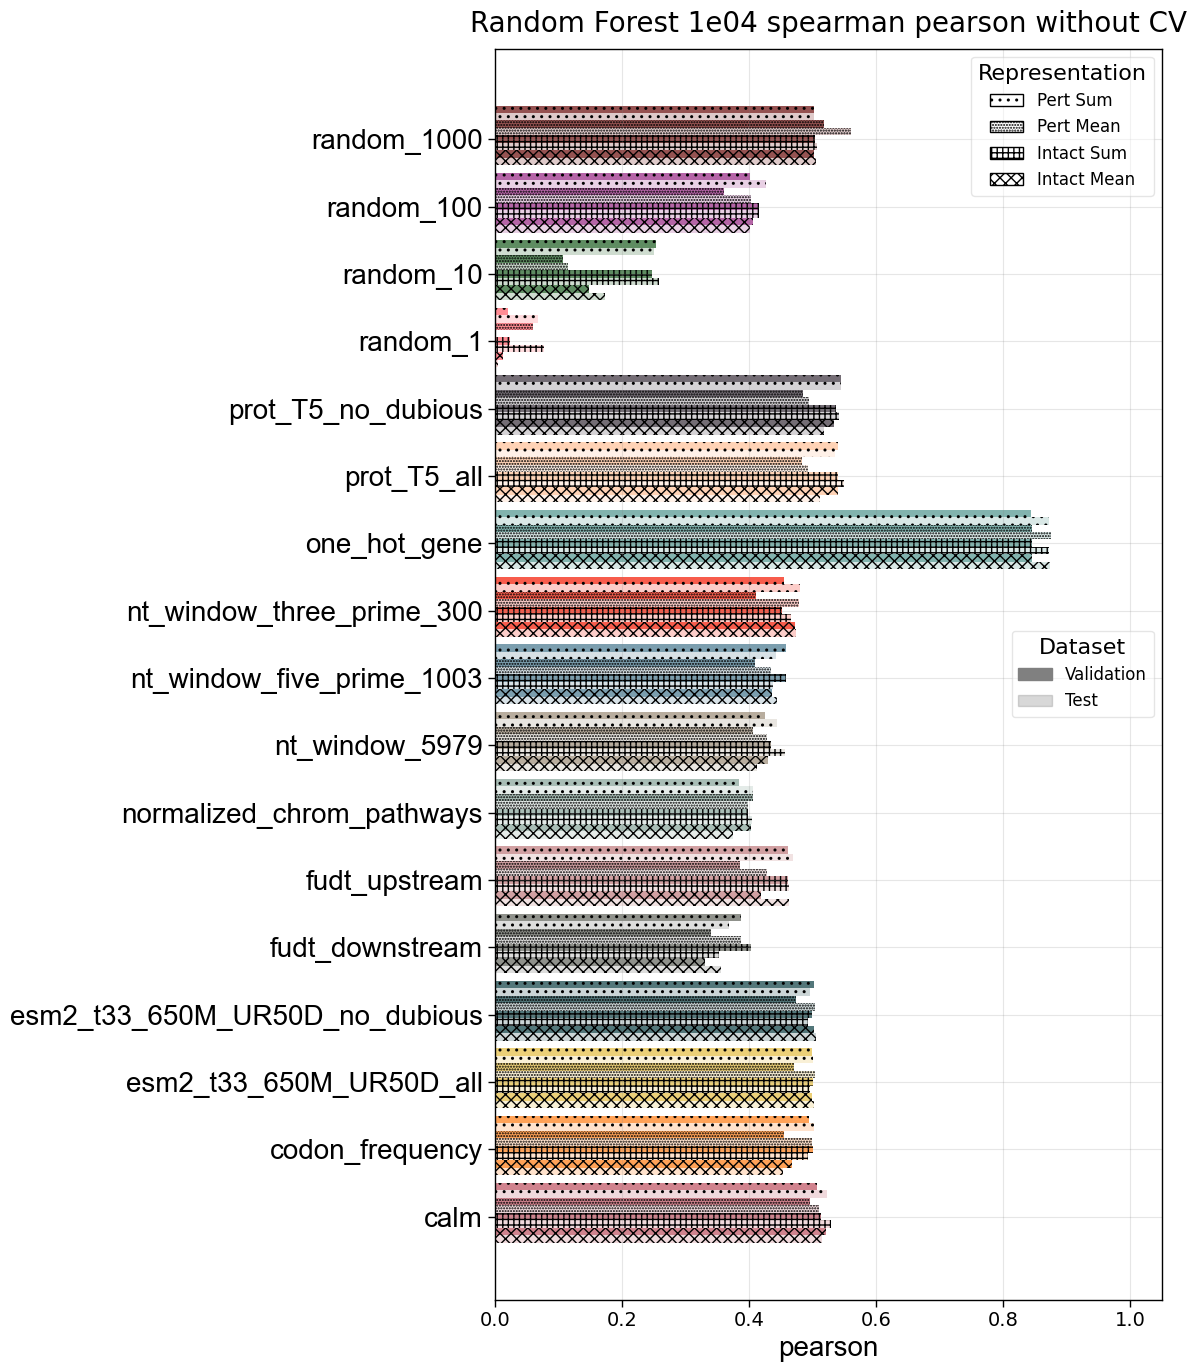 Random Forest 1e04 spearman pearson without CV
Representation
Pert Sum
Pert Mean
Intact Sum
Intact Mean
random_1000
random_100
random_10
random_1
prot_T5_no_dubious
prot_T5_all
one_hot_gene
nt_window_three_prime_300
nt_window_five_prime_1003
nt_window_5979
normalized_chrom_pathways
fudt_upstream
fudt_downstream
esm2_t33_650M_UR50D_no_dubious
esm2_t33_650M_UR50D_all
codon_frequency
calm
Dataset
Validation
Test
0.0 0.2 0.4 0.6 0.8 1.0
pearson